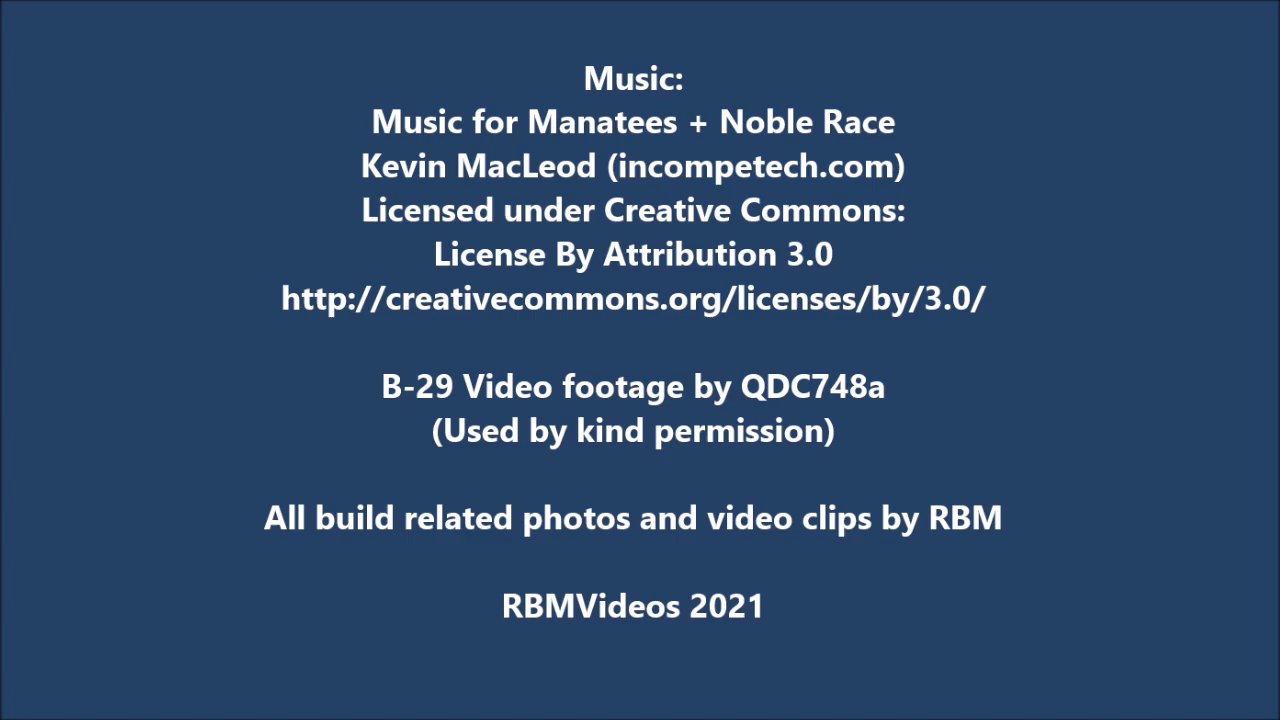 Music:
Music for Manatees + Noble Race
Kevin MacLeod (incompetech.com)
Licensed under Creative Commons:
License By Attribution 3.0
http://creativecommons.org/licenses/by/3.0/
B-29 Video footage by QDC748a
(Used by kind permission)
All build related photos and video clips by RBM
RBMVideos 2021